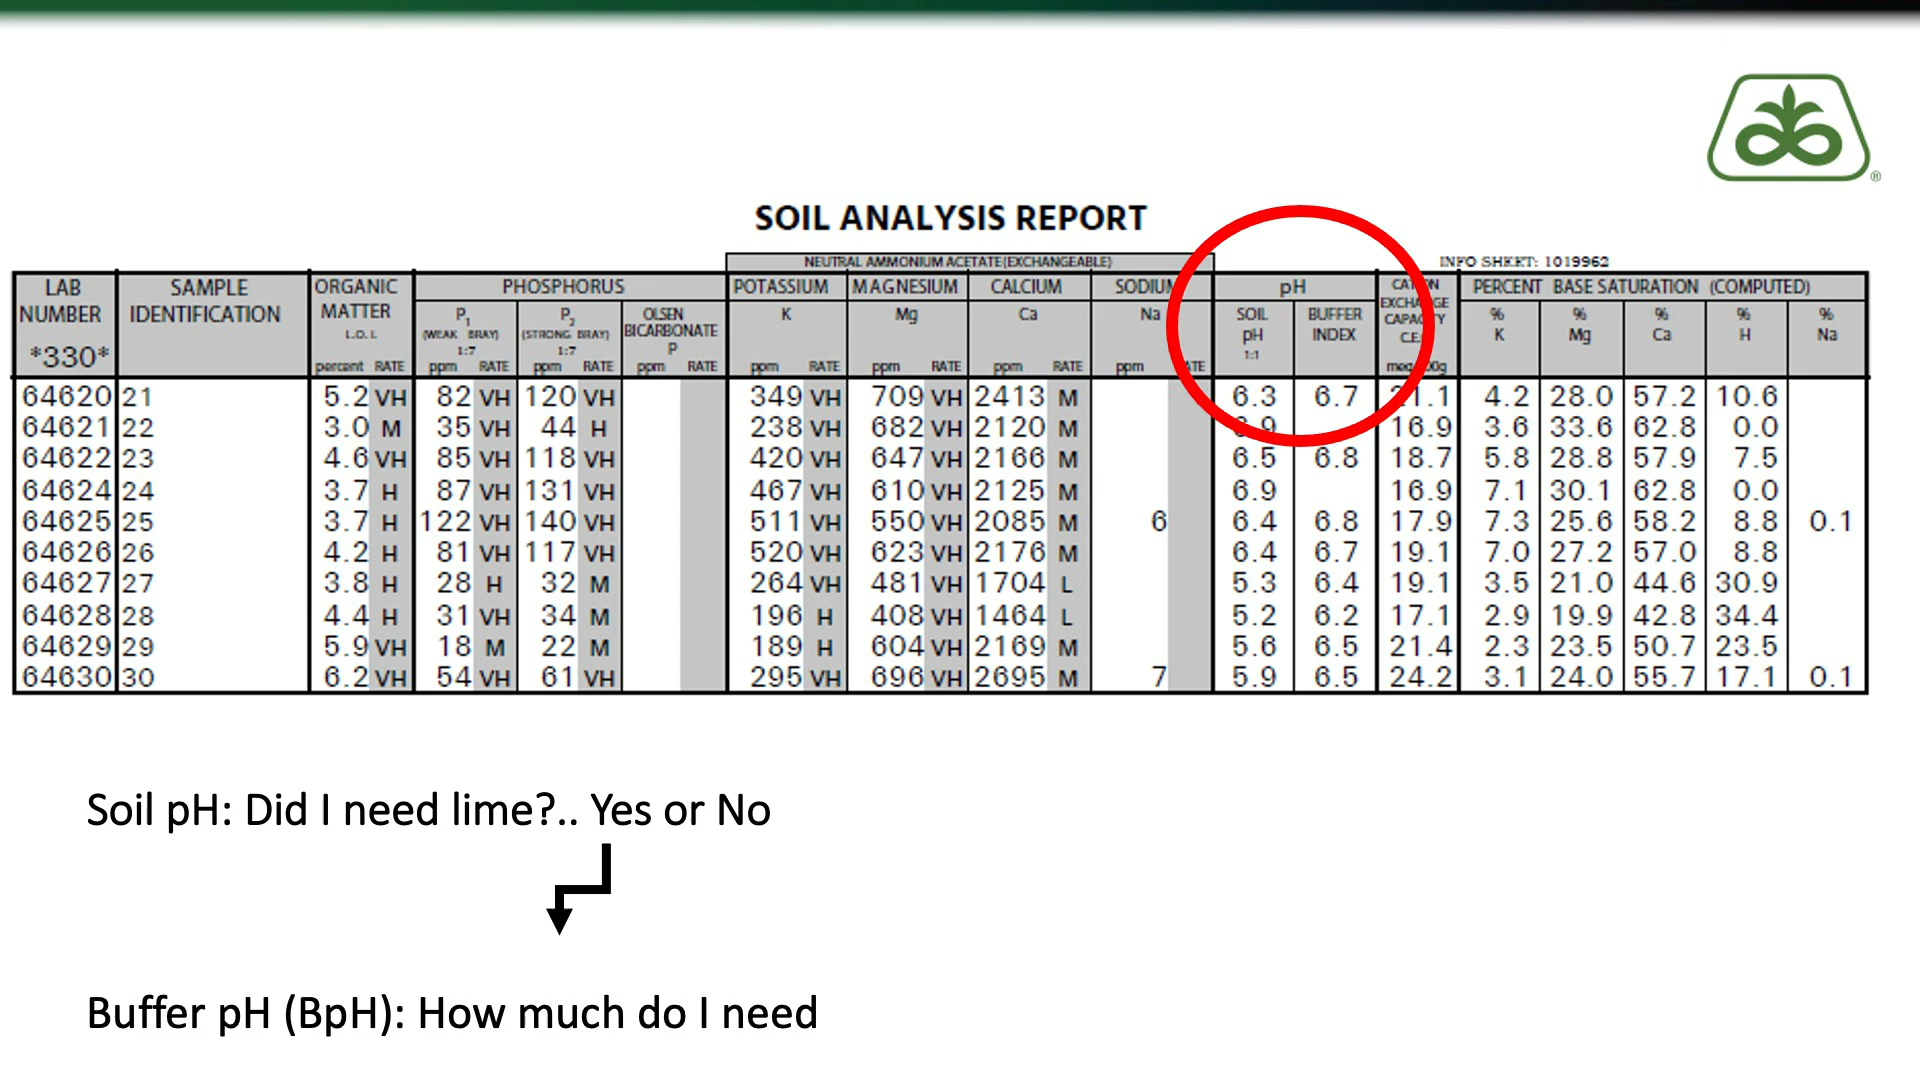 ®
SOIL ANALYSIS REPORT
NEUTRAL AMMONIUM ACETATE (EXCHANGEABLE)
INFO SHEET: 1019962
LAB NUMBER *330* SAMPLE IDENTIFICATION ORGANIC MATTER L.O.I. percent RATE PHOSPHORUS P1 (WEAK BRAY) 1:7 ppm RATE P2 (STRONG BRAY) 1:7 ppm RATE OLSEN BICARBONATE P ppm RATE POTASSIUM K ppm RATE MAGNESIUM Mg ppm RATE CALCIUM Ca ppm RATE SODIUM Na ppm pH SOIL pH 1:1 BUFFER INDEX EXCHANGE PERCENT BASE SATURATION (COMPUTED) % K % Mg % Ca % H % Na
64620 21 5.2 VH 82 VH 120 VH 349 VH 709 VH 2413 M 6.3 6.7 21.1 4.2 28.0 57.2 10.6
64621 22 3.0 M 35 VH 44 H 238 VH 682 VH 2120 M 6.9 16.9 3.6 33.6 62.8 0.0
64622 23 4.6 VH 85 VH 118 VH 420 VH 647 VH 2166 M 6.5 6.8 18.7 5.8 28.8 57.9 7.5
64624 24 3.7 H 87 VH 131 VH 467 VH 610 VH 2125 M 6.9 16.9 7.1 30.1 62.8 0.0
64625 25 3.7 H 122 VH 140 VH 511 VH 550 VH 2085 M 6 6.4 6.8 17.9 7.3 25.6 58.2 8.8 0.1
64626 26 4.2 H 81 VH 117 VH 520 VH 623 VH 2176 M 6.4 6.7 19.1 7.0 27.2 57.0 8.8
64627 27 3.8 H 28 H 32 M 264 VH 481 VH 1704 L 5.3 6.4 19.1 3.5 21.0 44.6 30.9
64628 28 4.4 H 31 VH 34 M 196 H 408 VH 1464 L 5.2 6.2 17.1 2.9 19.9 42.8 34.4
64629 29 5.9 VH 18 M 22 M 189 H 604 VH 2169 M 5.6 6.5 21.4 2.3 23.5 50.7 23.5
64630 30 6.2 VH 54 VH 61 VH 295 VH 696 VH 2695 M 7 5.9 6.5 24.2 3.1 24.0 55.7 17.1 0.1
Soil pH: Did I need lime?.. Yes or No
Buffer pH (BpH): How much do I need